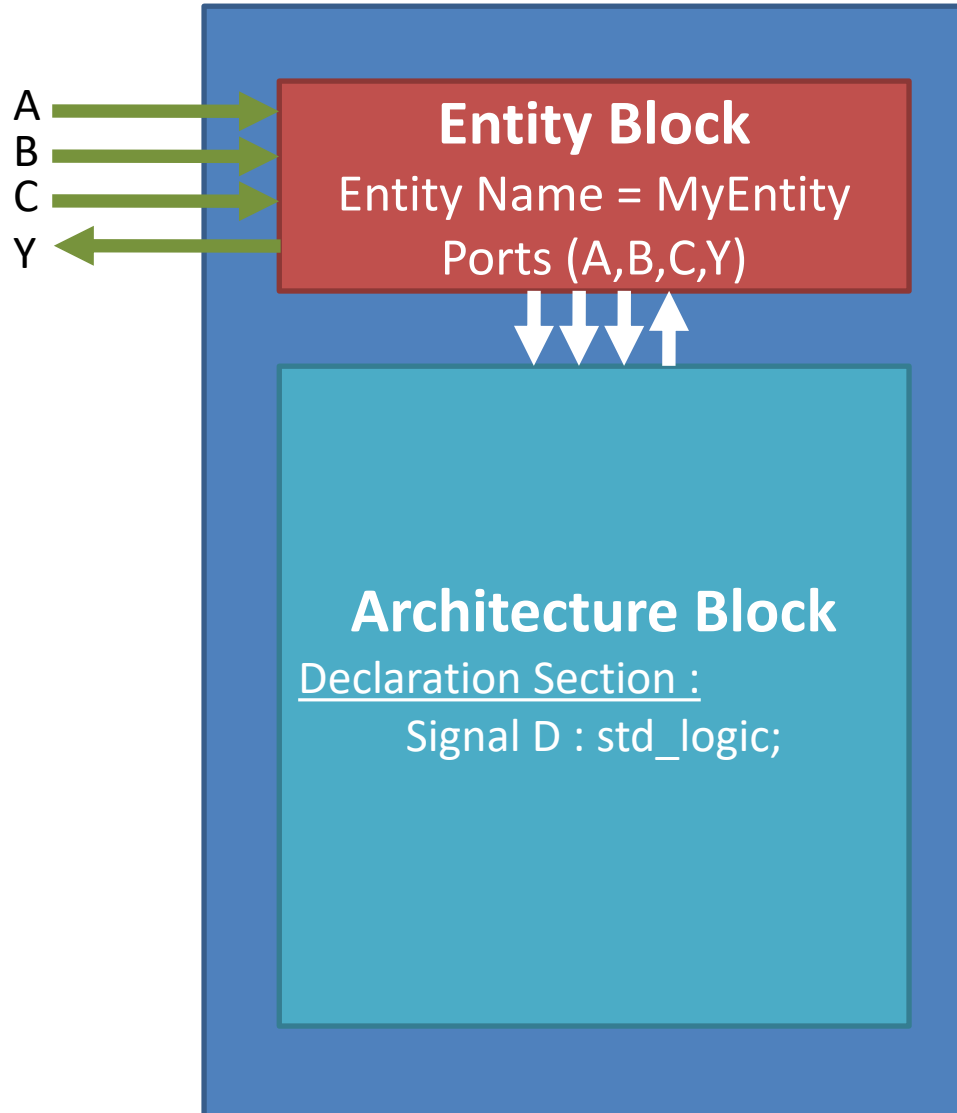 A
B
C
Y
Entity Block
Entity Name = MyEntity
Ports (A,B,C,Y)
Architecture Block
Declaration Section :
Signal D : std_logic;